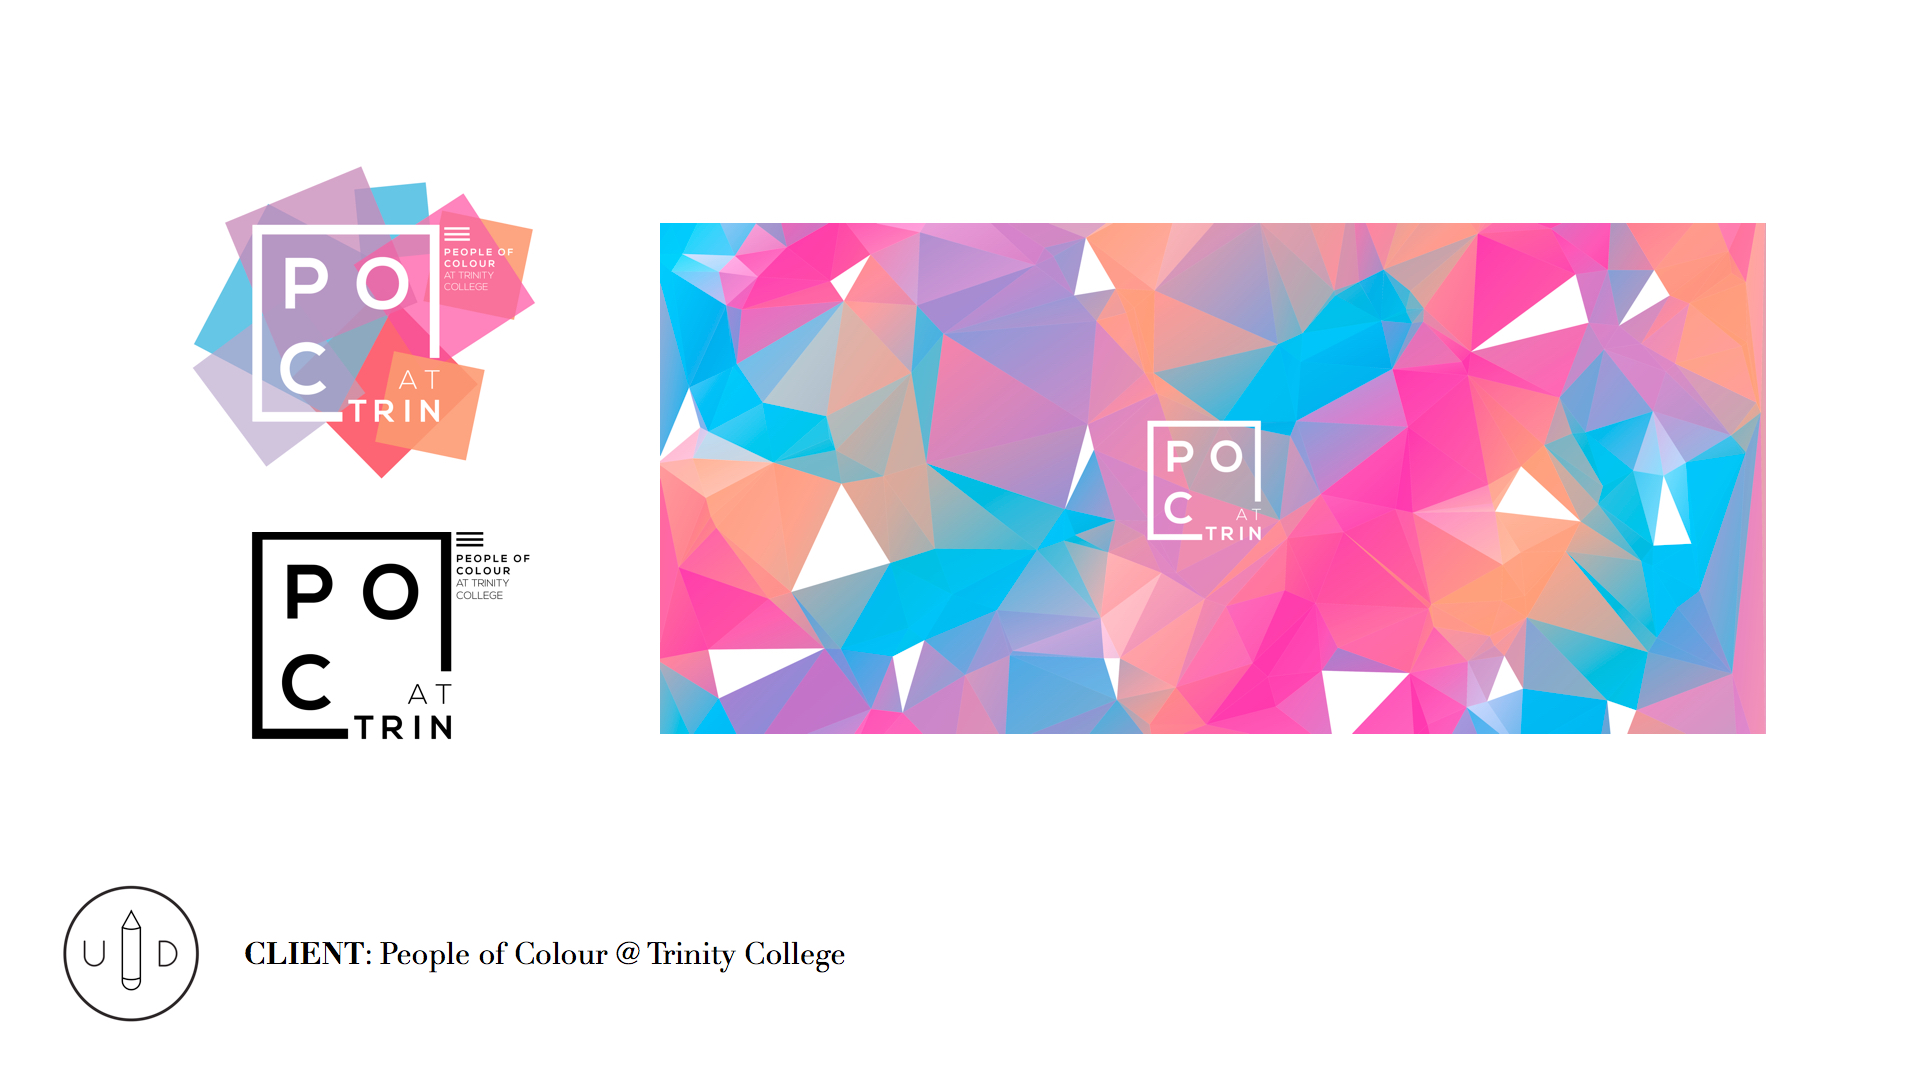 P O
C
AT
TRIN
PEOPLE OF
COLOUR
AT TRINITY
COLLEGE
P O
C
AT
TRIN
PEOPLE OF
COLOUR
AT TRINITY
COLLEGE
P O
C
AT
TRIN
U D
CLIENT: People of Colour @ Trinity College